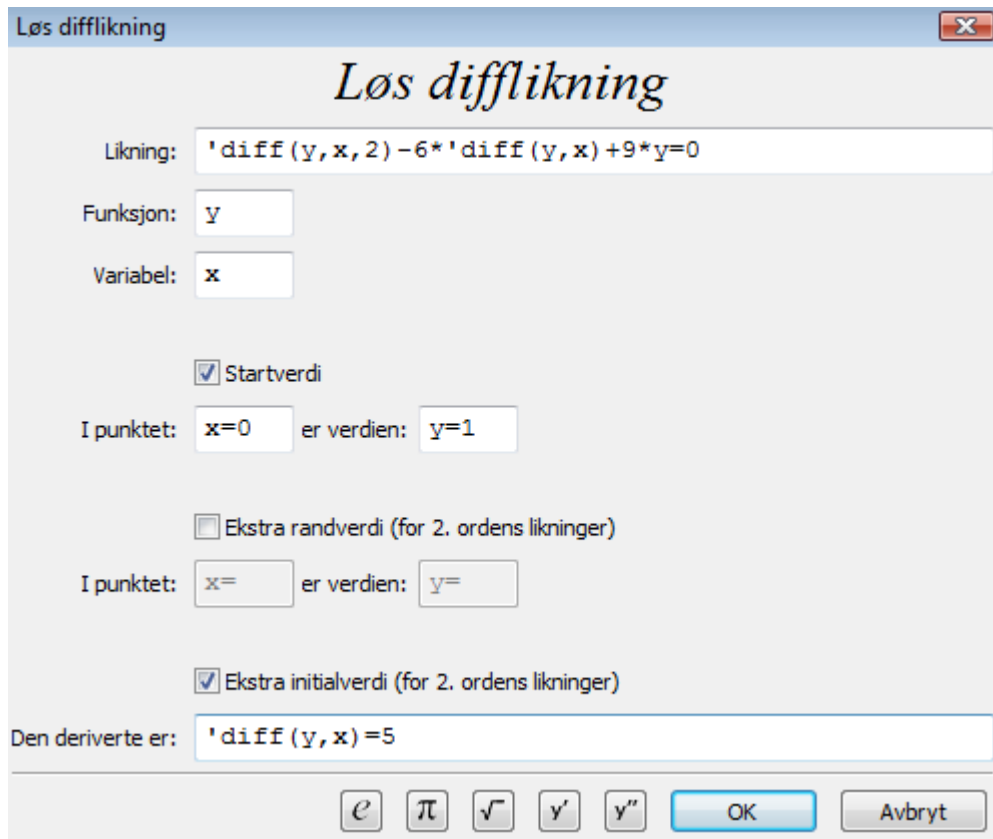 Løs difflikning
Løs difflikning
Likning: 'diff(y,x,2)-6*'diff(y,x)+9*y=0
Funksjon: y
Variabel: x
Startverdi
I punktet: x=0 er verdien: y=1
Ekstra randverdi (for 2. ordens likninger)
I punktet: x= er verdien: y=
Ekstra initialverdi (for 2. ordens likninger)
Den deriverte er: 'diff(y,x)=5
e π √ y′ y″ OK Avbryt